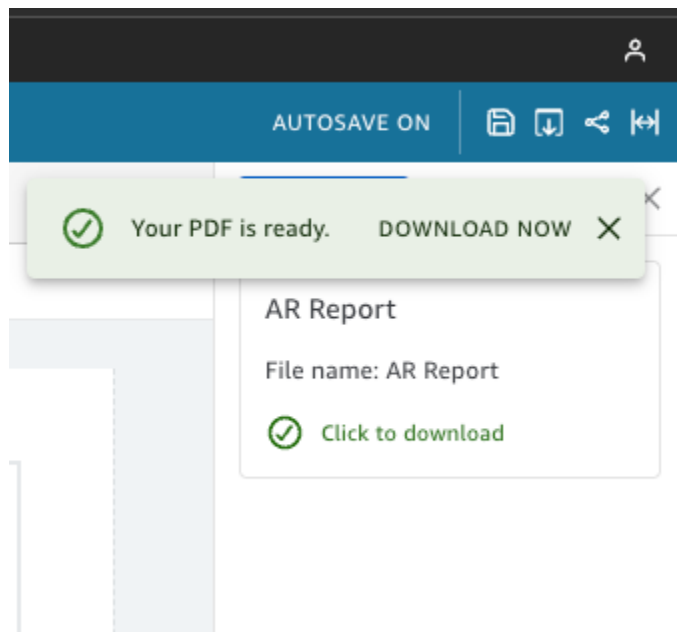 AUTOSAVE ON
Your PDF is ready. DOWNLOAD NOW
AR Report
File name: AR Report
Click to download